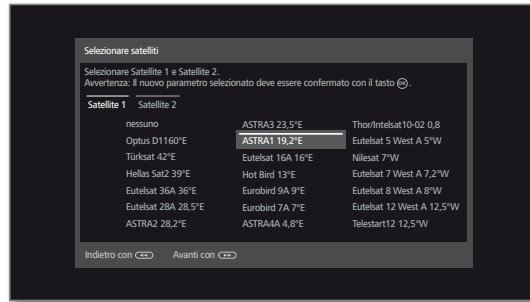 Selezionare satelliti
Selezionare Satellite 1 e Satellite 2.
Avvertenza: Il nuovo parametro selezionato deve essere confermato con il tasto OK.
Satellite 1 Satellite 2
nessuno ASTRA3 23,5°E Thor/Intelsat10-02 0,8
Optus D1160°E ASTRA1 19,2°E Eutelsat 5 West A 5°W
Türksat 42°E Eutelsat 16A 16°E Nilesat 7°W
Hellas Sat2 39°E Hot Bird 13°E Eutelsat 7 West A 7,2°W
Eutelsat 36A 36°E Eurobird 9A 9°E Eutelsat 8 West A 8°W
Eutelsat 28A 28,5°E Eurobird 7A 7°E Eutelsat 12 West A 12,5°W
ASTRA2 28,2°E ASTRA4A 4,8°E Telestart12 12,5°W
Indietro con Avanti con